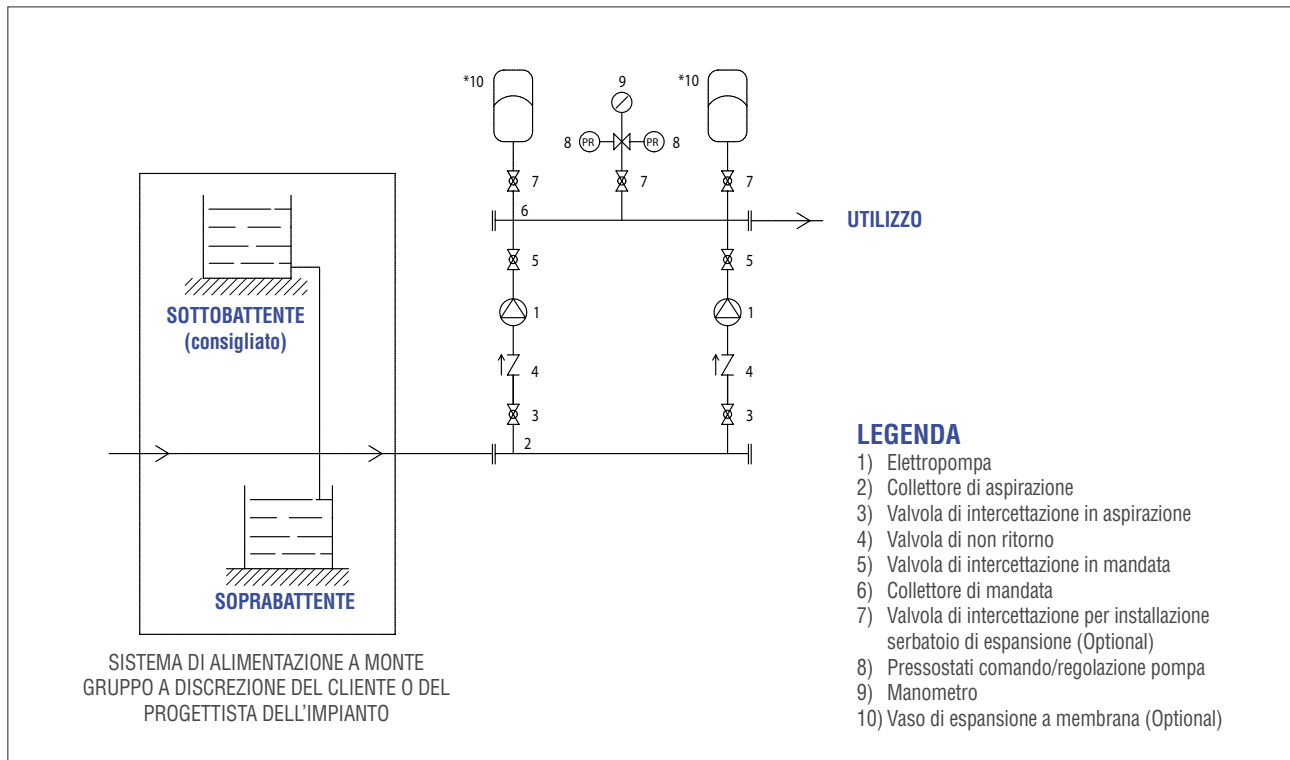 *10
9
*10
8 PR PR 8
7
7
7
6
UTILIZZO
5
5
1
1
4
4
3
3
2
SOTTOBATTENTE
(consigliato)
SOPRABATTENTE
SISTEMA DI ALIMENTAZIONE A MONTE
GRUPPO A DISCREZIONE DEL CLIENTE O DEL
PROGETTISTA DELL'IMPIANTO
LEGENDA
1) Elettropompa
2) Collettore di aspirazione
3) Valvola di intercettazione in aspirazione
4) Valvola di non ritorno
5) Valvola di intercettazione in mandata
6) Collettore di mandata
7) Valvola di intercettazione per installazione
serbatoio di espansione (Optional)
8) Pressostati comando/regolazione pompa
9) Manometro
10) Vaso di espansione a membrana (Optional)